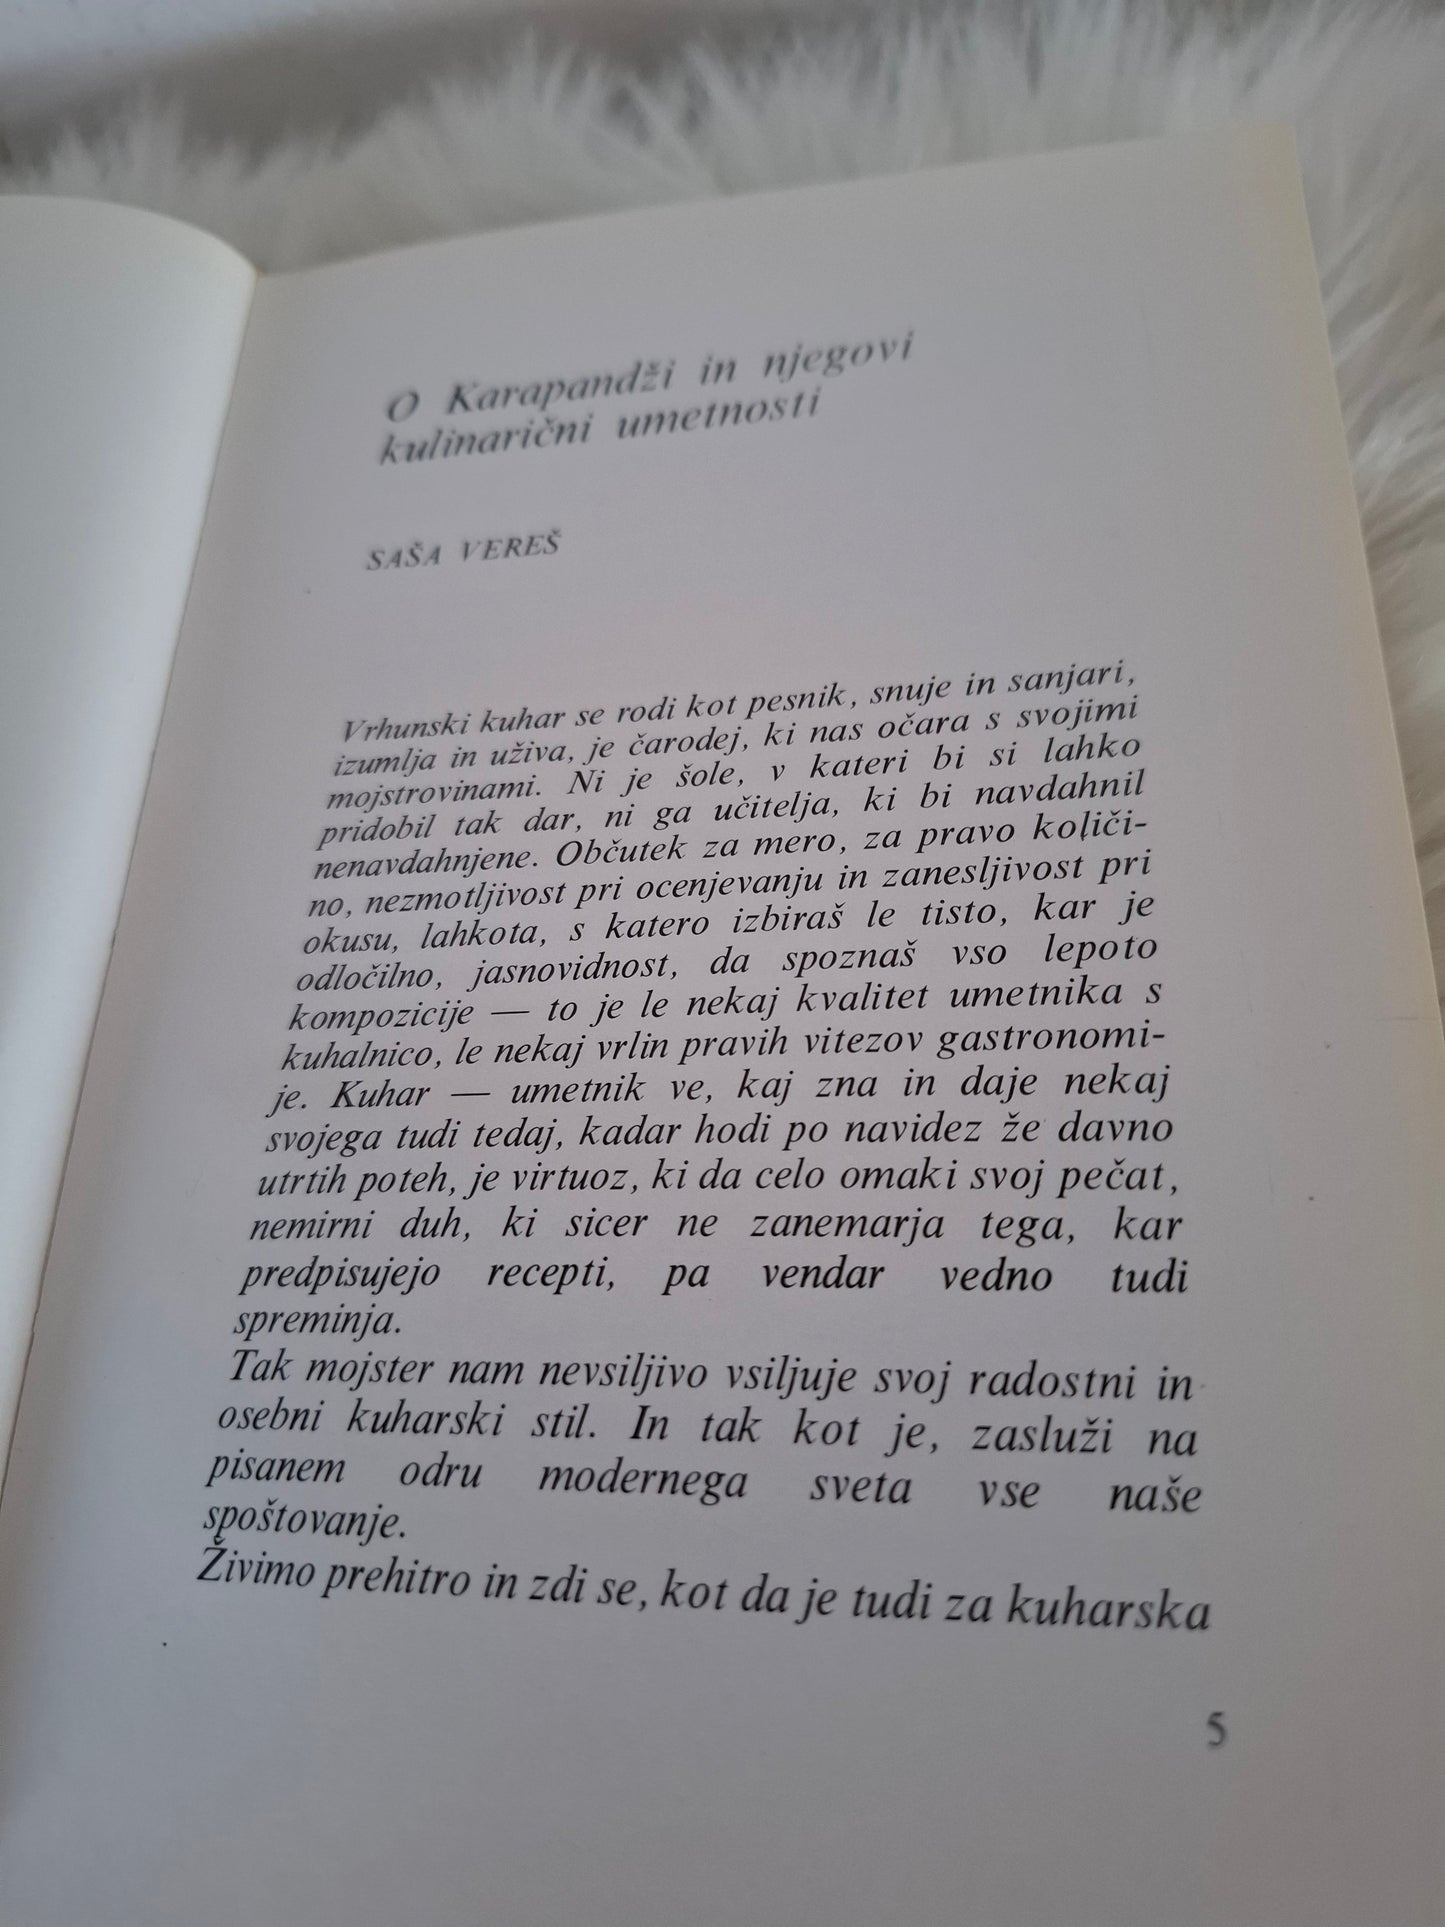 O Karapandži in njegovi
kulinarični umetnosti
SAŠA VEREŠ
Vrhunski kuhar se rodi kot pesnik, snuje in sanjari,
izumlja in uživa, je čarodej, ki nas očara s svojimi
mojstrovinami. Ni je šole, v kateri bi si lahko
pridobil tak dar, ni ga učitelja, ki bi navdahnil
nenavdahnjene. Občutek za mero, za pravo količi-
no, nezmotljivost pri ocenjevanju in zanesljivost pri
okusu, lahkota, s katero izbiraš le tisto, kar je
odločilno, jasnovidnost, da spoznaš vso lepoto
kompozicije — to je le nekaj kvalitet umetnika s
kuhalnico, le nekaj vrlin pravih vitezov gastronomi-
je. Kuhar — umetnik ve, kaj zna in daje nekaj
svojega tudi tedaj, kadar hodi po navidez že davno
utrtih poteh, je virtuoz, ki da celo omaki svoj pečat,
nemirni duh, ki sicer ne zanemarja tega, kar
predpisujejo recepti, pa vendar vedno tudi
spreminja.
Tak mojster nam nevsiljivo vsiljuje svoj radostni in
osebni kuharski stil. In tak kot je, zasluži na
pisanem odru modernega sveta vse naše
spoštovanje.
Živimo prehitro in zdi se, kot da je tudi za kuharska
5